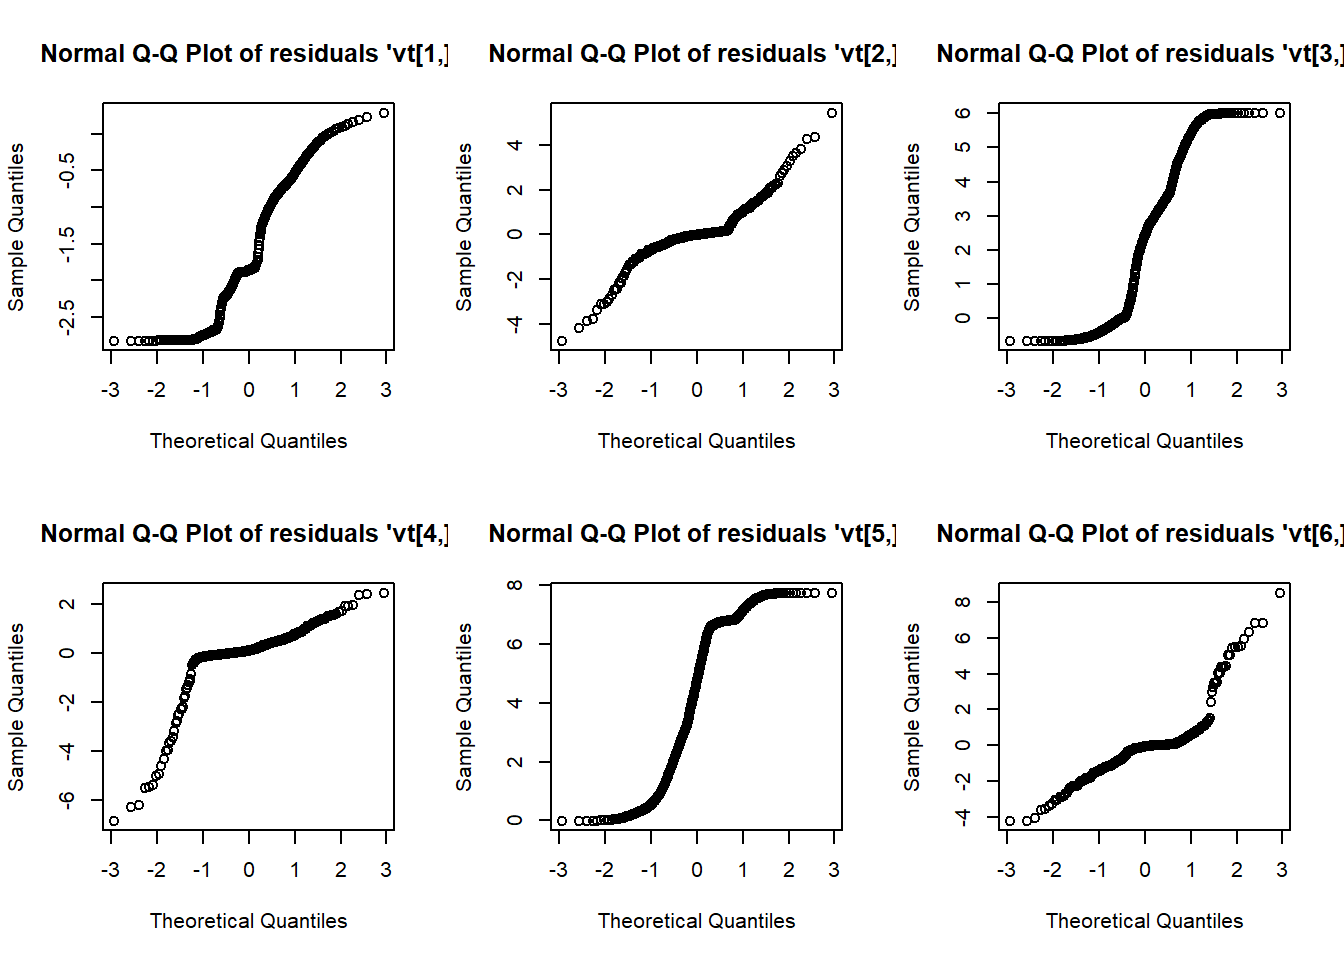 Normal Q-Q Plot of residuals 'vt[1,]
Sample Quantiles
-0.5
-1.5
-2.5
-3 -2 -1 0 1 2 3
Theoretical Quantiles
Normal Q-Q Plot of residuals 'vt[2,]
Sample Quantiles
4
2
0
-2
-4
-3 -2 -1 0 1 2 3
Theoretical Quantiles
Normal Q-Q Plot of residuals 'vt[3,]
Sample Quantiles
6
5
4
3
2
1
0
-3 -2 -1 0 1 2 3
Theoretical Quantiles
Normal Q-Q Plot of residuals 'vt[4,]
Sample Quantiles
2
0
-2
-4
-6
-3 -2 -1 0 1 2 3
Theoretical Quantiles
Normal Q-Q Plot of residuals 'vt[5,]
Sample Quantiles
8
6
4
2
0
-3 -2 -1 0 1 2 3
Theoretical Quantiles
Normal Q-Q Plot of residuals 'vt[6,]
Sample Quantiles
8
6
4
2
0
-2
-4
-3 -2 -1 0 1 2 3
Theoretical Quantiles